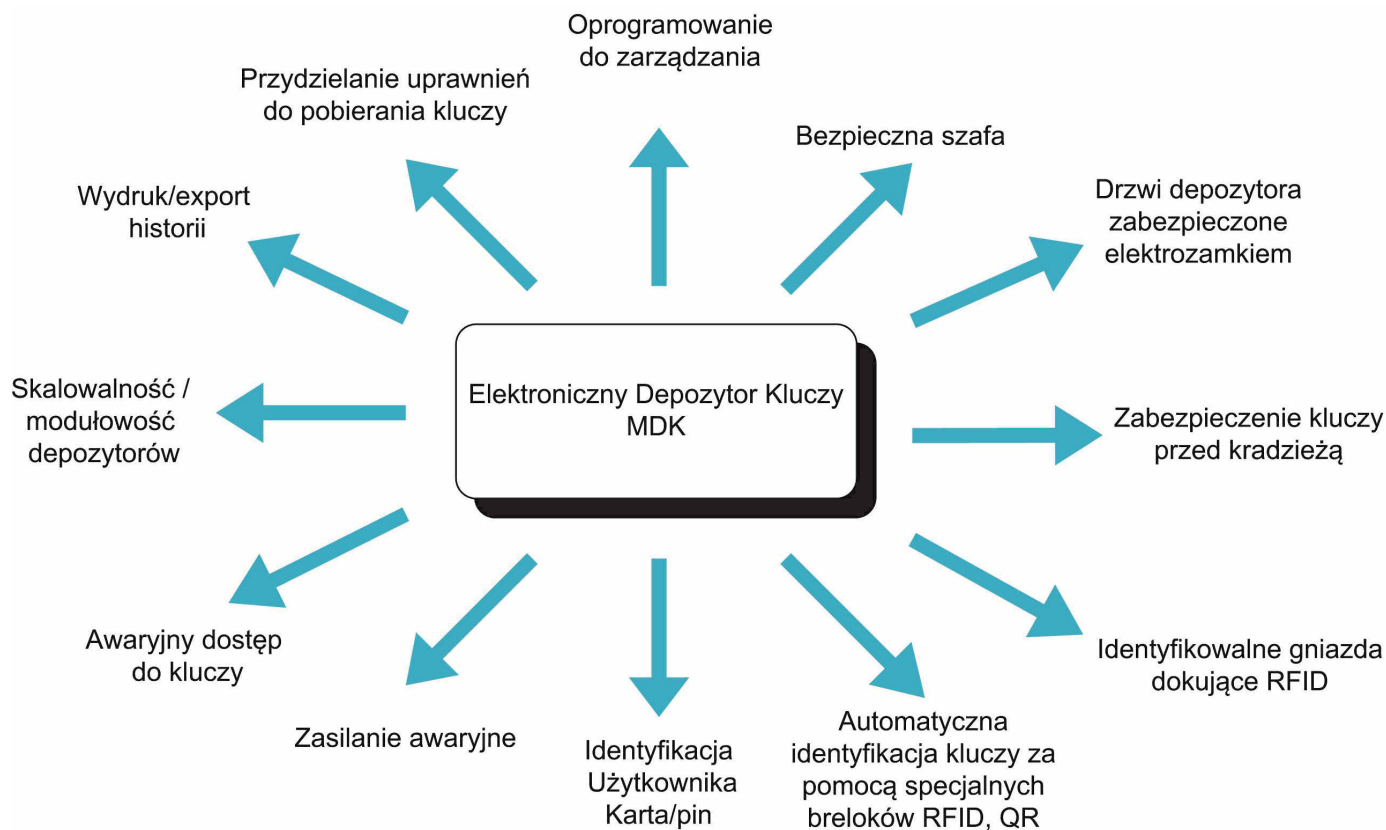 Oprogramowanie
do zarządzania
Przydzielanie uprawnień
do pobierania kluczy
Bezpieczna szafa
Wydruk/export
historii
Drzwi depozytora
zabezpieczone
elektrozamkiem
Skalowalność /
modułowość
depozytorów
Elektroniczny Depozytor Kluczy
MDK
Zabezpieczenie kluczy
przed kradzieżą
Awaryjny dostęp
do kluczy
Identyfikowalne gniazda
dokujące RFID
Zasilanie awaryjne
Identyfikacja
Użytkownika
Karta/pin
Automatyczna
identyfikacja kluczy za
pomocą specjalnych
breloków RFID, QR